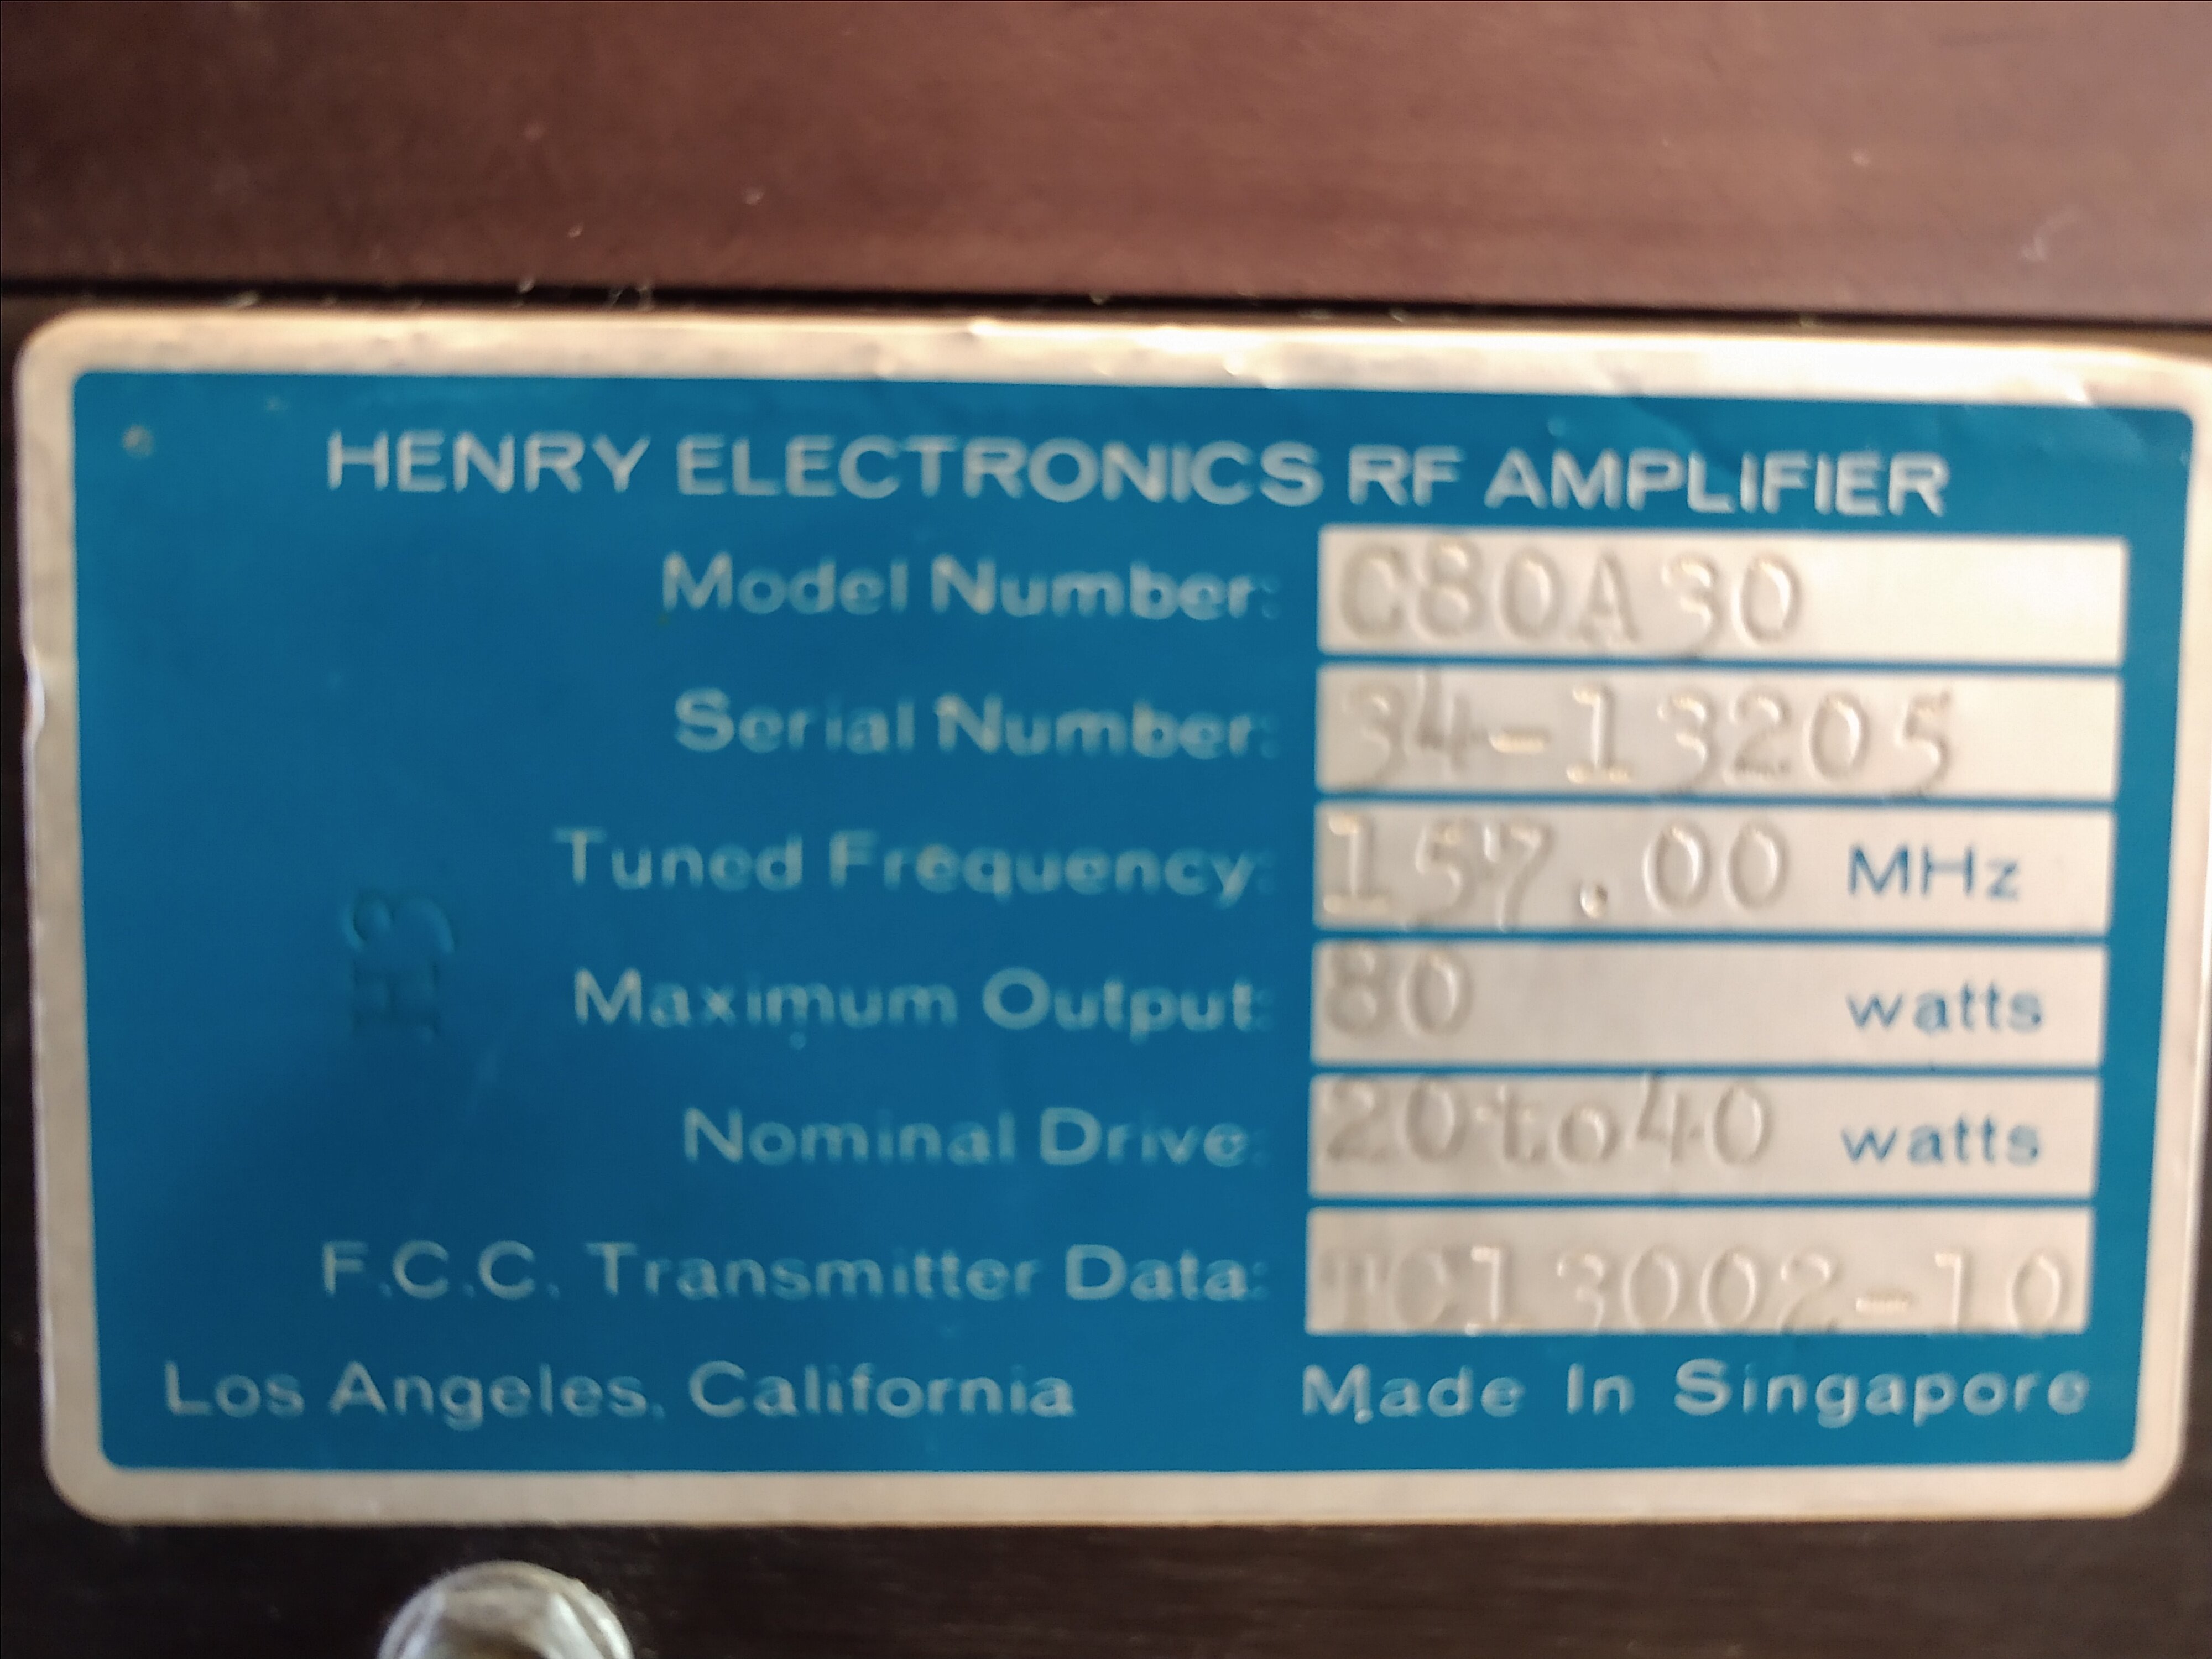 HENRY ELECTRONICS RF AMPLIFIER
Model Number: C80A30
Serial Number: 34-13205
Tuned Frequency: 157.00 MHz
Maximum Output: 80 watts
Nominal Drive: 20to40 watts
F.C.C. Transmitter Data: TC13002-10
Los Angeles, California Made In Singapore
H3